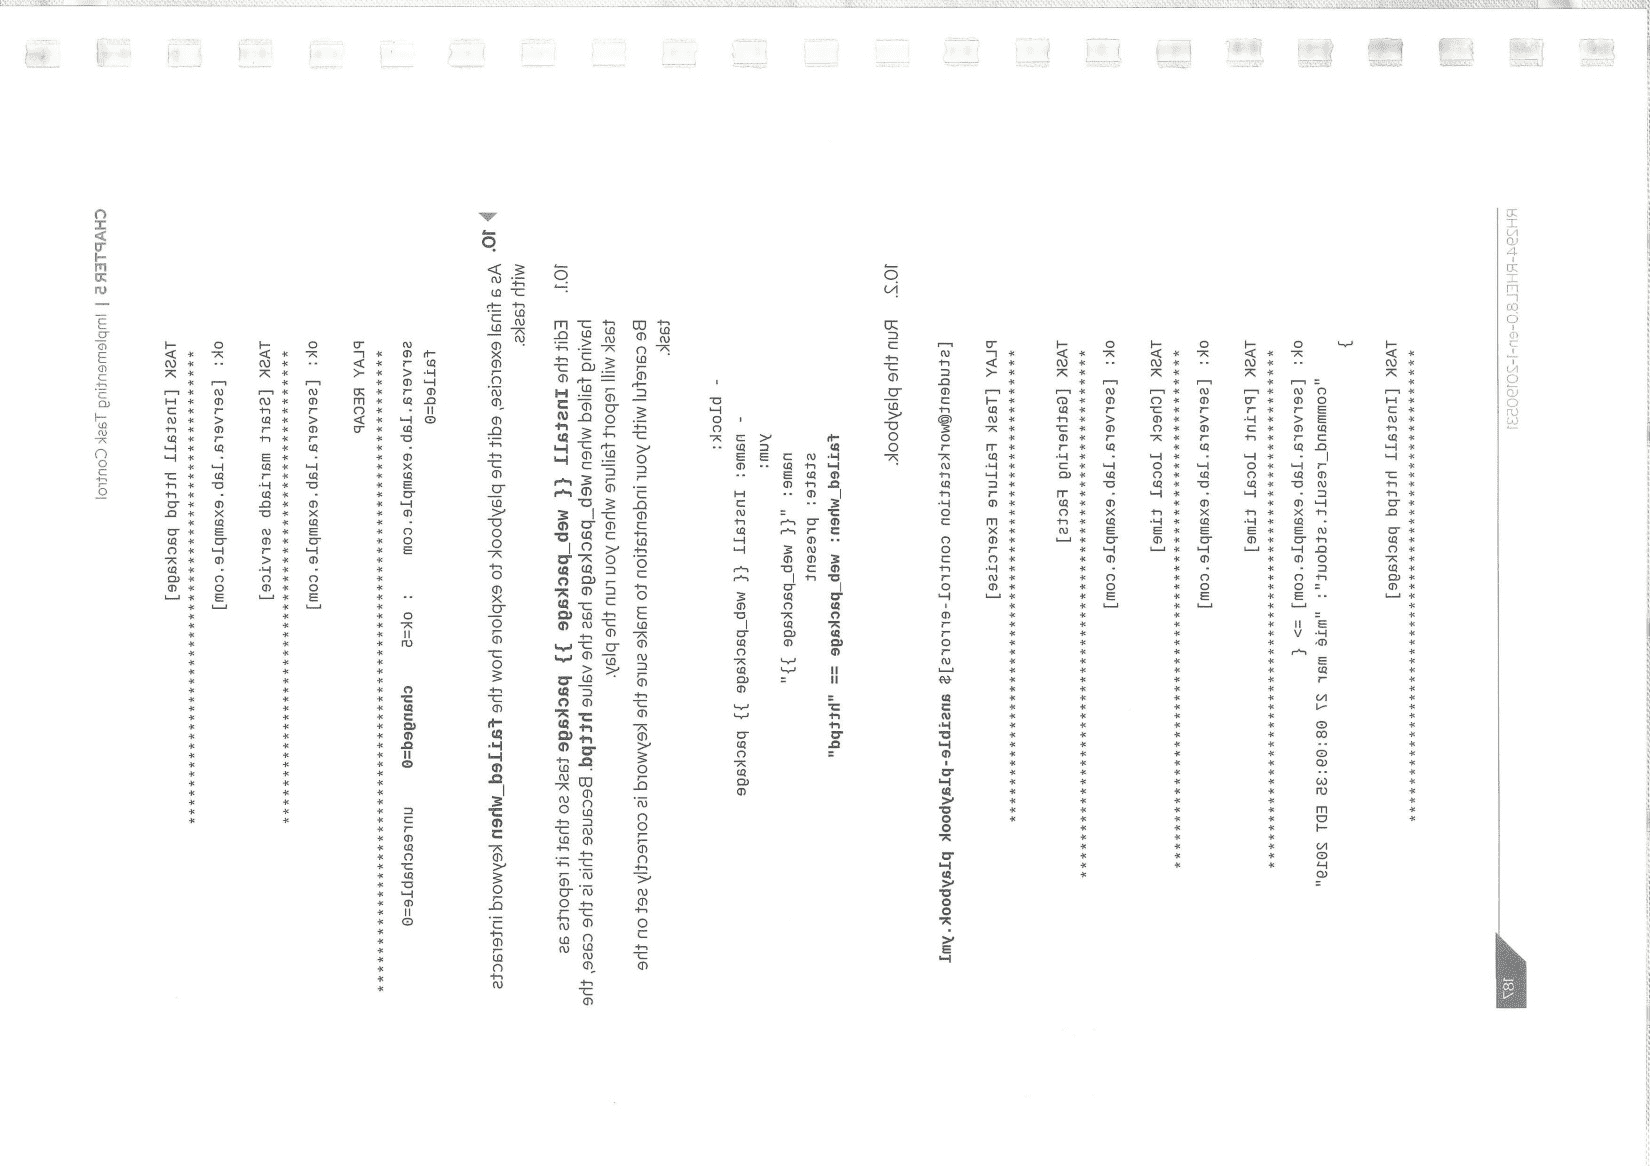 CHAPTER 5 | Implementing Task Control
TASK [Install httpd package] **************************************************
ok: [servera.lab.example.com]
TASK [Start mariadb service] **************************************************
ok: [servera.lab.example.com]
PLAY RECAP ********************************************************************
servera.lab.example.com : ok=5 changed=0 unreachable=0
failed=0
10. As a final exercise, edit the playbook to explore how the failed_when keyword interacts
with tasks.
10.1. Edit the Install {{ web_package }} package task so that it reports as
having failed when web_package has the value httpd. Because this is the case, the
task will report failure when you run the play.
Be careful with your indentation to make sure the keyword is correctly set on the
task.
- block:
- name: Install {{ web_package }} package
yum:
name: "{{ web_package }}"
state: present
failed_when: web_package == "httpd"
10.2. Run the playbook.
[student@workstation control-errors]$ ansible-playbook playbook.yml
PLAY [Task Failure Exercise] **************************************************
TASK [Gathering Facts] ********************************************************
ok: [servera.lab.example.com]
TASK [Check local time] *******************************************************
ok: [servera.lab.example.com]
TASK [Print local time] *******************************************************
ok: [servera.lab.example.com] => {
"command_result.stdout": "mié mar 27 08:00:35 EDT 2019"
}
TASK [Install httpd package] **************************************************
RH294-RHEL8.0-en-1-20190531
187